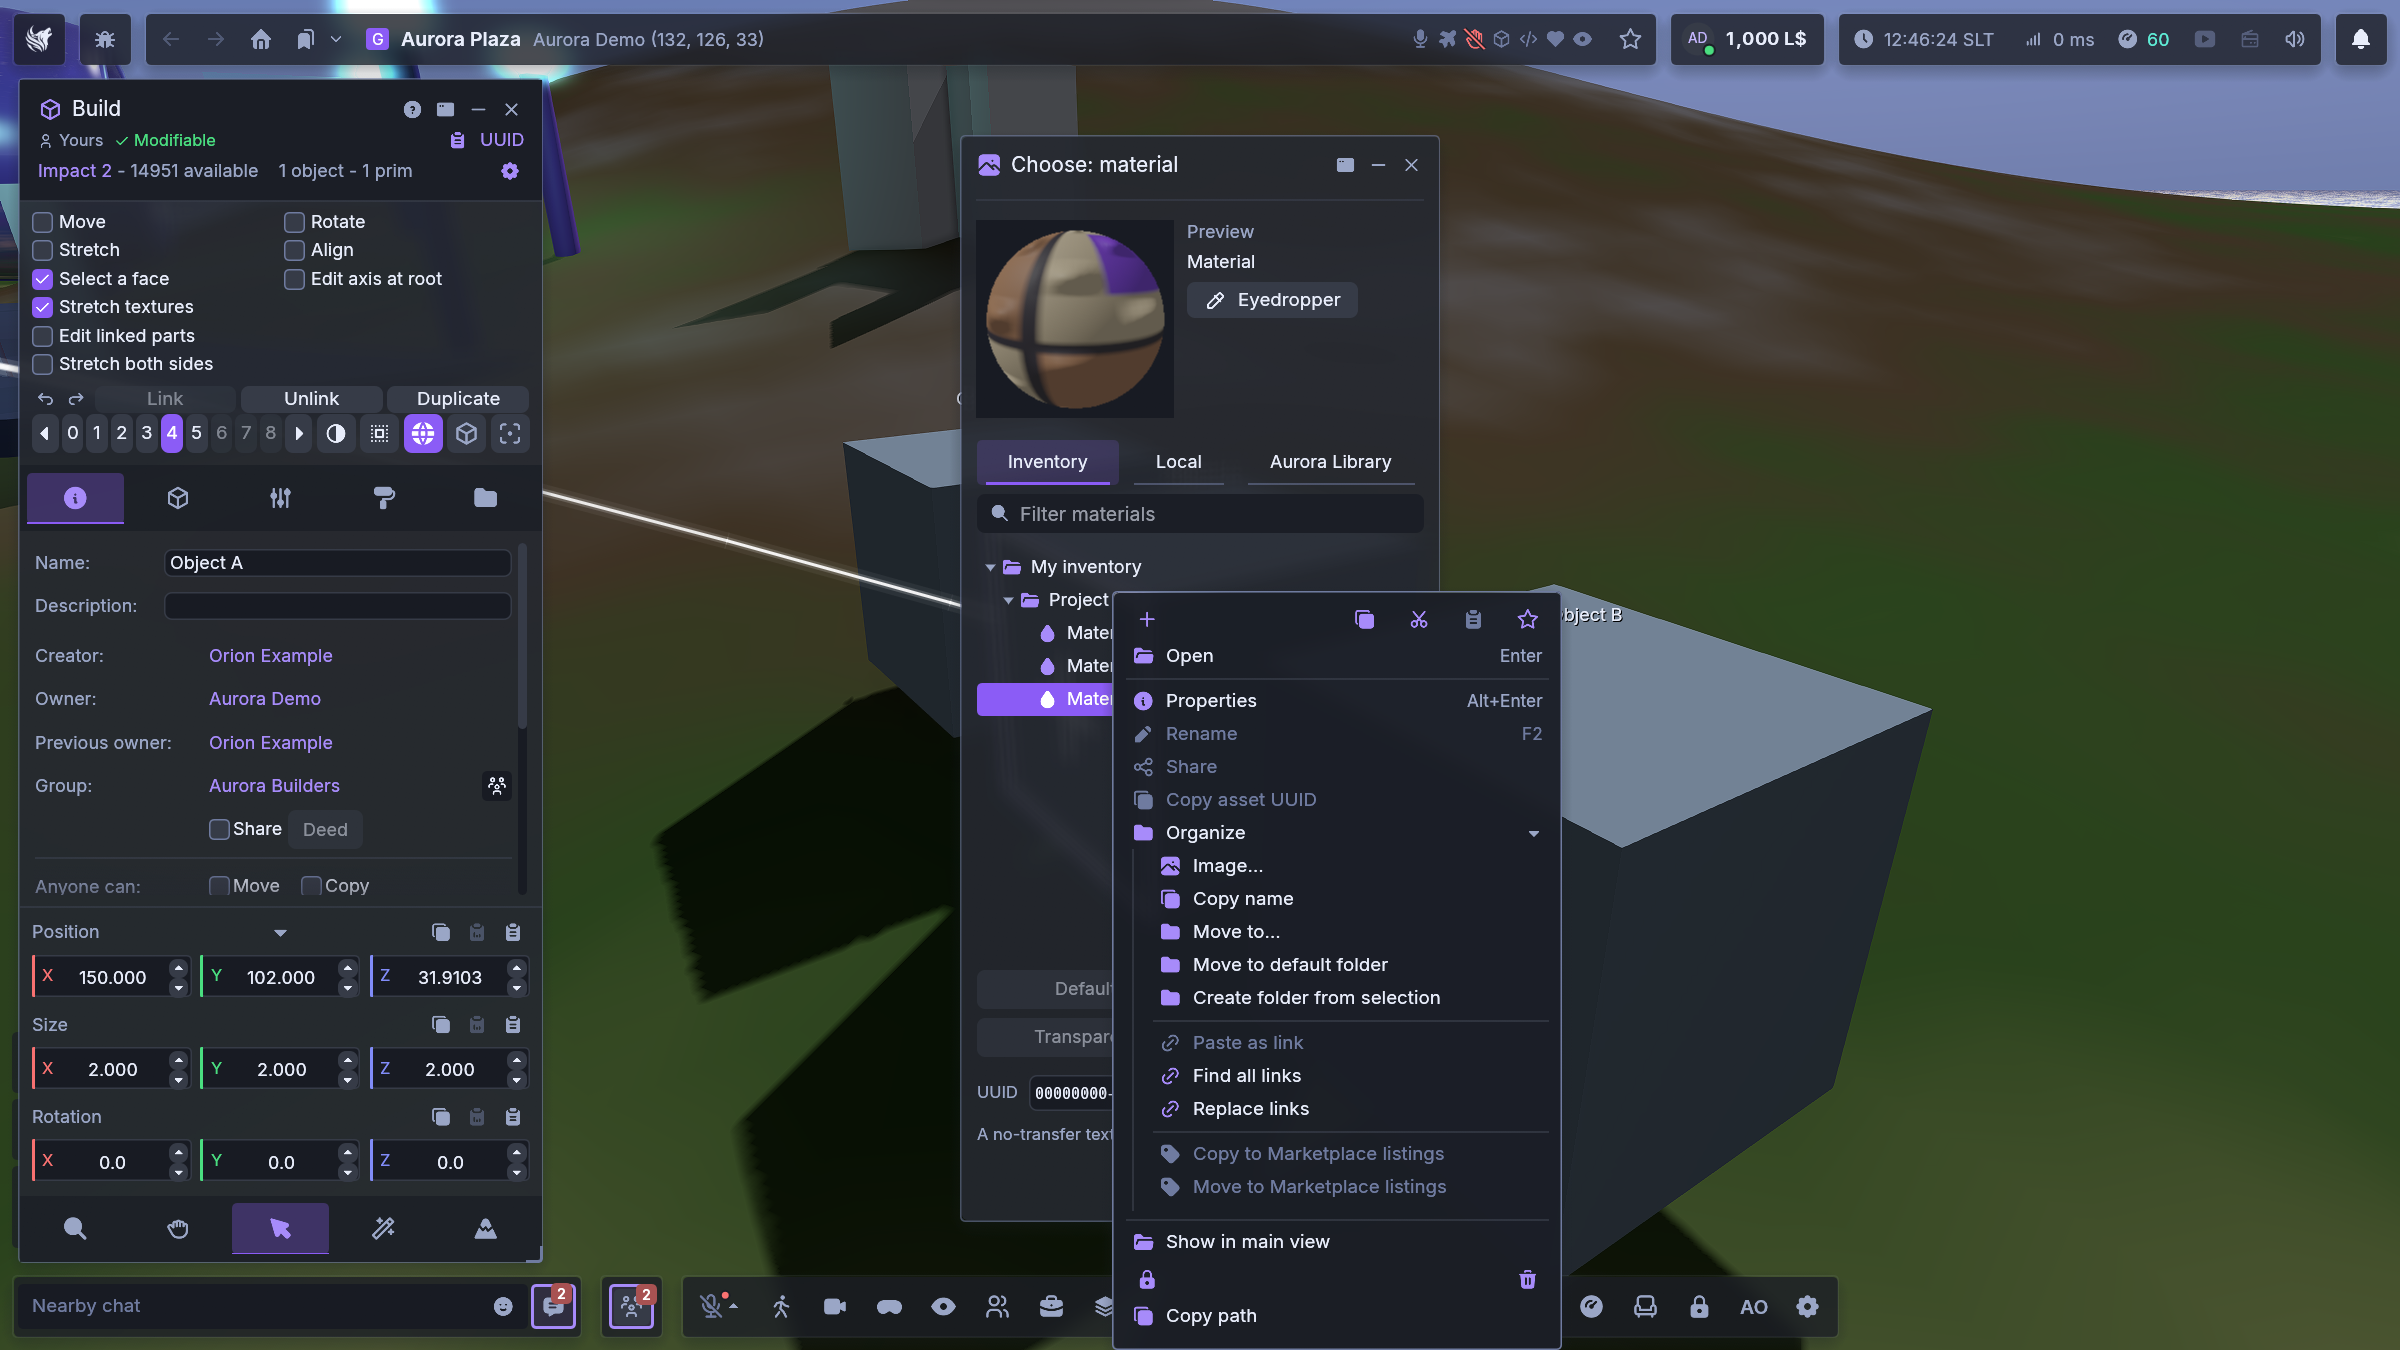 Aurora Plaza Aurora Demo (132, 126, 33)
AD 1,000 L$
12:46:24 SLT 0 ms 60
Build
Yours Modifiable UUID
Impact 2 - 14951 available 1 object - 1 prim
Move Rotate
Stretch Align
Select a face Edit axis at root
Stretch textures
Edit linked parts
Stretch both sides
Link Unlink Duplicate
0 1 2 3 4 5 6 7 8
Name: Object A
Description:
Creator: Orion Example
Owner: Aurora Demo
Previous owner: Orion Example
Group: Aurora Builders
Share Deed
Anyone can: Move Copy
Position
X 150.000 Y 102.000 Z 31.9103
Size
X 2.000 Y 2.000 Z 2.000
Rotation
X 0.0 Y 0.0 Z 0.0
Nearby chat
2
2
AO
Choose: material
Preview
Material
Eyedropper
Inventory Local Aurora Library
Filter materials
My inventory
Project
Mater
Mater
Mater
Default
Transpare
UUID 00000000-
A no-transfer text
Open Enter
Properties Alt+Enter
Rename F2
Share
Copy asset UUID
Organize
Image...
Copy name
Move to...
Move to default folder
Create folder from selection
Paste as link
Find all links
Replace links
Copy to Marketplace listings
Move to Marketplace listings
Show in main view
Copy path
bject B